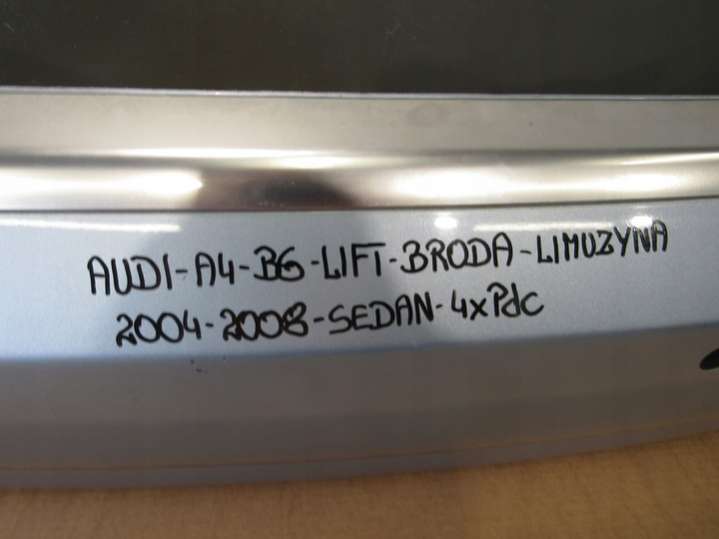 AUDI-A4-B6-LIFT-BRODA-LIMUZYNA
2004-2008-SEDAN-4xPdc